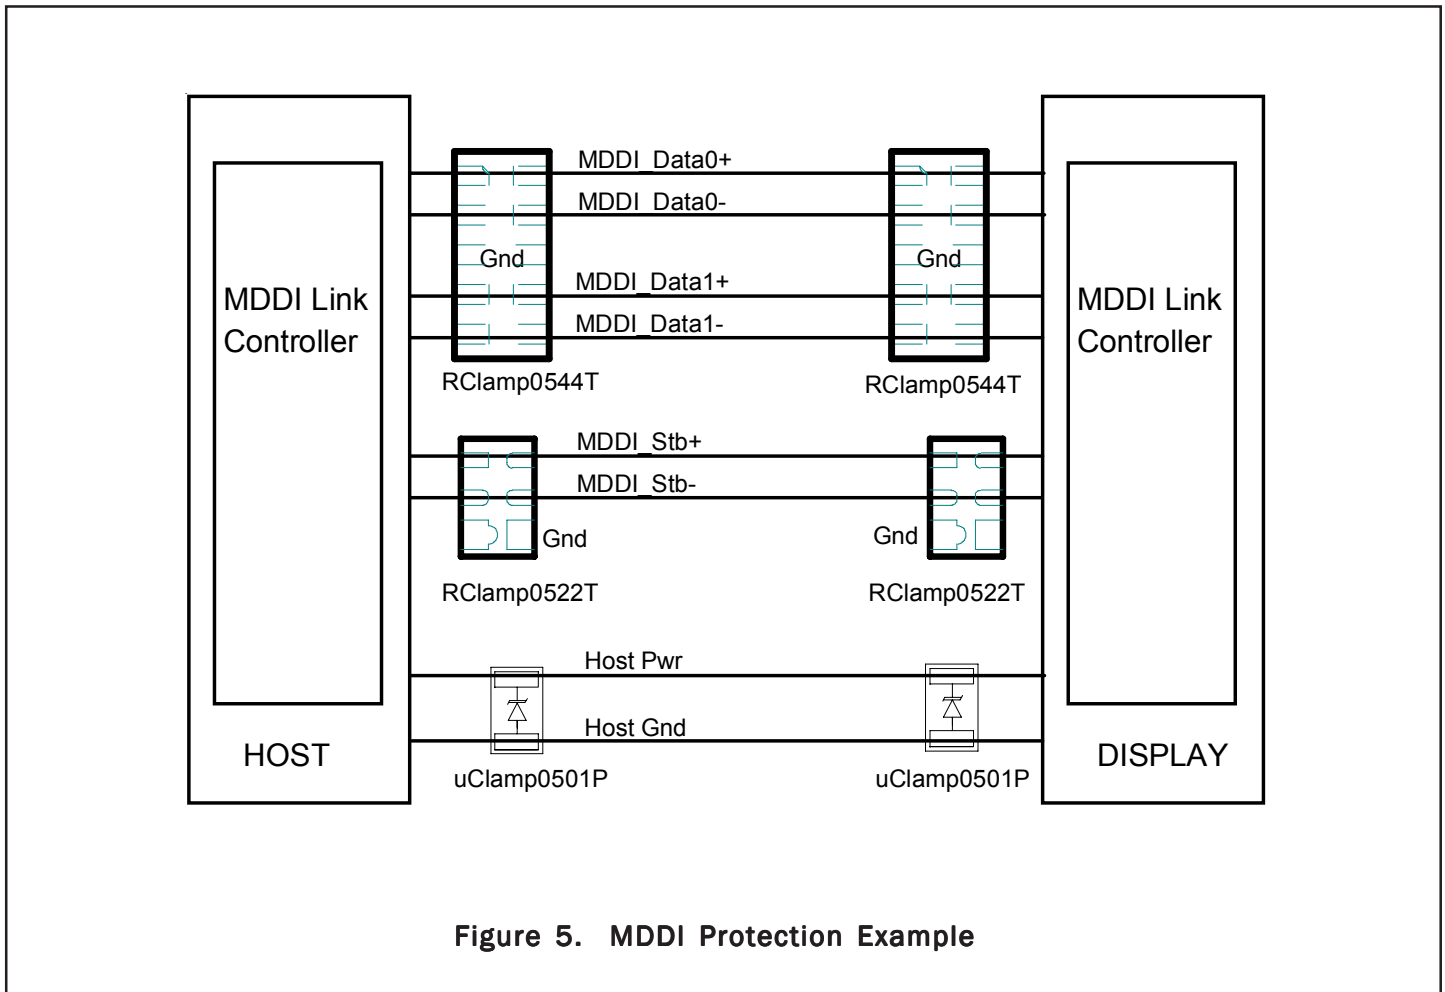 MDDI_Data0+
MDDI_Data0-
Gnd
Gnd
MDDI_Data1+
MDDI_Data1-
MDDI Link
Controller
MDDI Link
Controller
RClamp0544T
RClamp0544T
MDDI_Stb+
MDDI_Stb-
Gnd
Gnd
RClamp0522T
RClamp0522T
Host Pwr
Host Gnd
HOST
DISPLAY
uClamp0501P
uClamp0501P
Figure 5. MDDI Protection Example